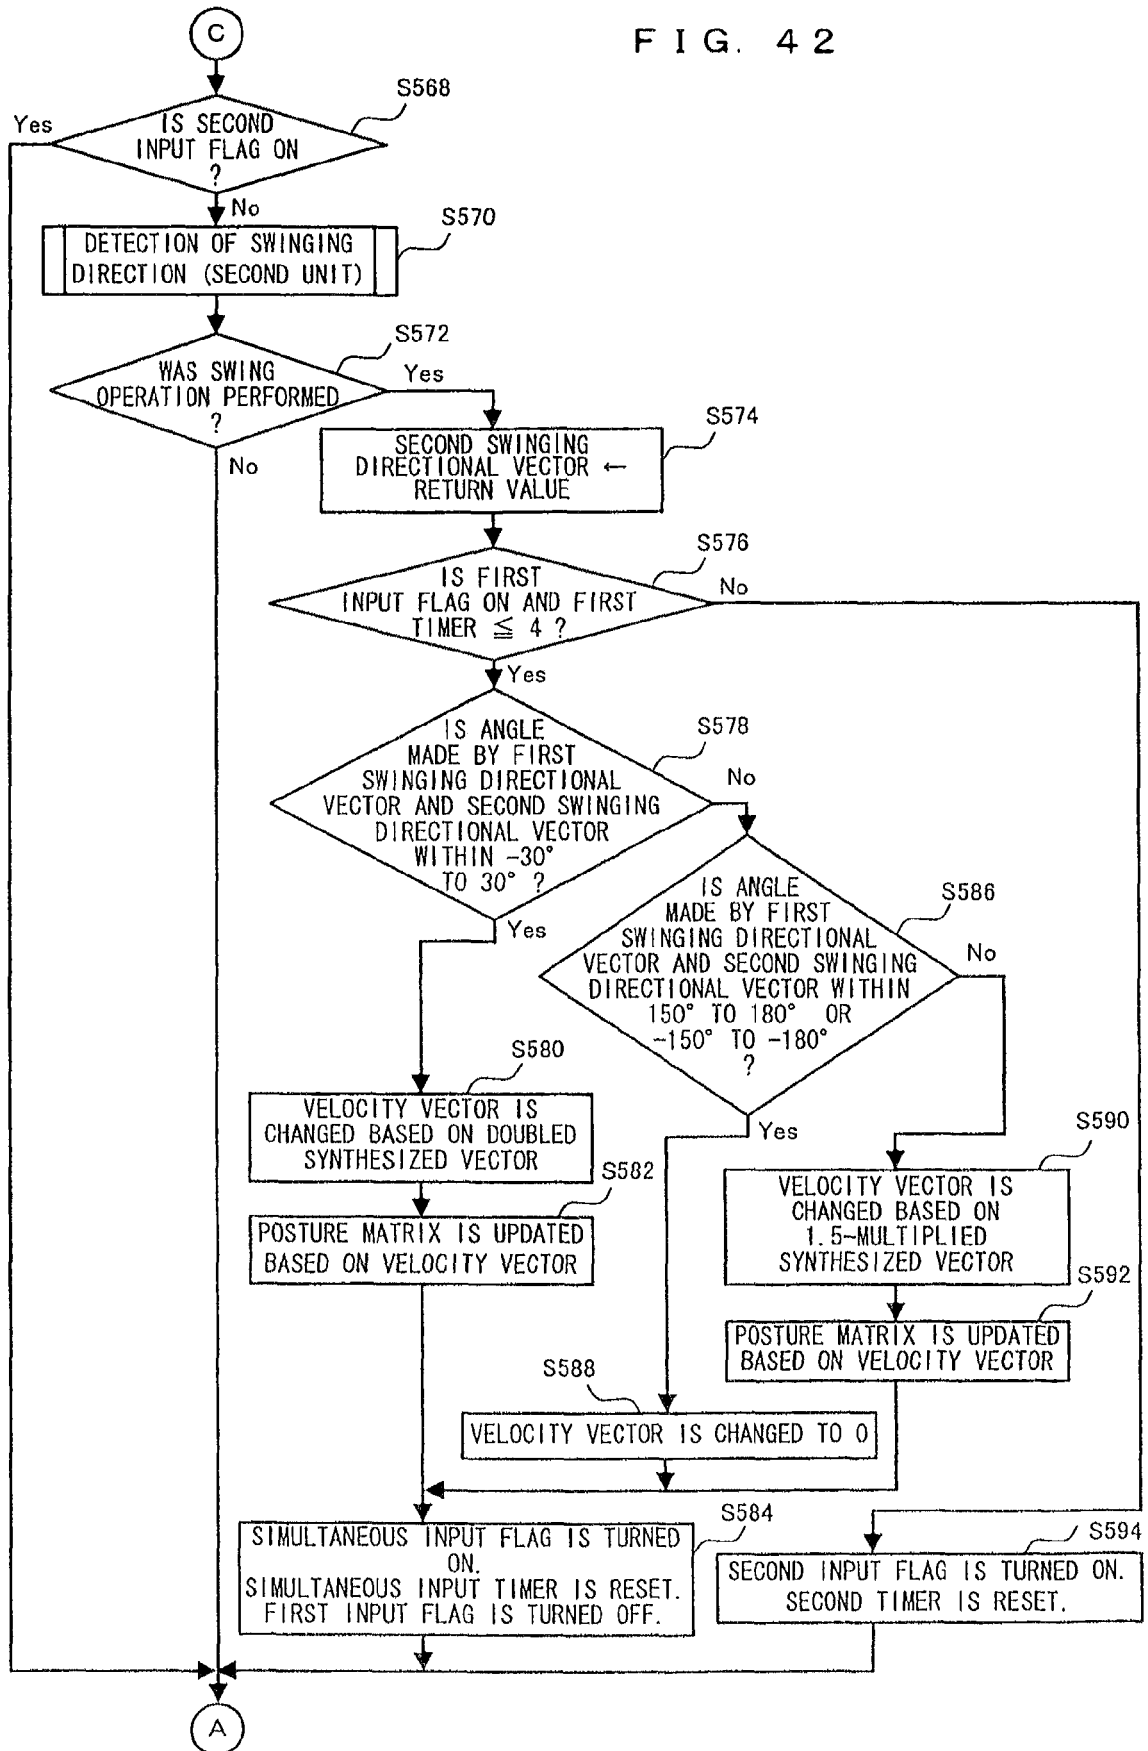 C
FIG. 42
S568
Yes
IS SECOND
INPUT FLAG ON
?
No
S570
DETECTION OF SWINGING
DIRECTION (SECOND UNIT)
S572
WAS SWING
OPERATION PERFORMED
?
Yes
No
S574
SECOND SWINGING
DIRECTIONAL VECTOR ←
RETURN VALUE
S576
IS FIRST
INPUT FLAG ON AND FIRST
TIMER ≦ 4 ?
No
Yes
S578
IS ANGLE
MADE BY FIRST
SWINGING DIRECTIONAL
VECTOR AND SECOND SWINGING
DIRECTIONAL VECTOR
WITHIN -30°
TO 30° ?
No
Yes
S586
IS ANGLE
MADE BY FIRST
SWINGING DIRECTIONAL
VECTOR AND SECOND SWINGING
DIRECTIONAL VECTOR WITHIN
150° TO 180° OR
-150° TO -180°
?
No
Yes
S580
VELOCITY VECTOR IS
CHANGED BASED ON DOUBLED
SYNTHESIZED VECTOR
S582
POSTURE MATRIX IS UPDATED
BASED ON VELOCITY VECTOR
S590
VELOCITY VECTOR IS
CHANGED BASED ON
1.5-MULTIPLIED
SYNTHESIZED VECTOR
S592
POSTURE MATRIX IS UPDATED
BASED ON VELOCITY VECTOR
S588
VELOCITY VECTOR IS CHANGED TO 0
S584
SIMULTANEOUS INPUT FLAG IS TURNED
ON.
SIMULTANEOUS INPUT TIMER IS RESET.
FIRST INPUT FLAG IS TURNED OFF.
S594
SECOND INPUT FLAG IS TURNED ON.
SECOND TIMER IS RESET.
A